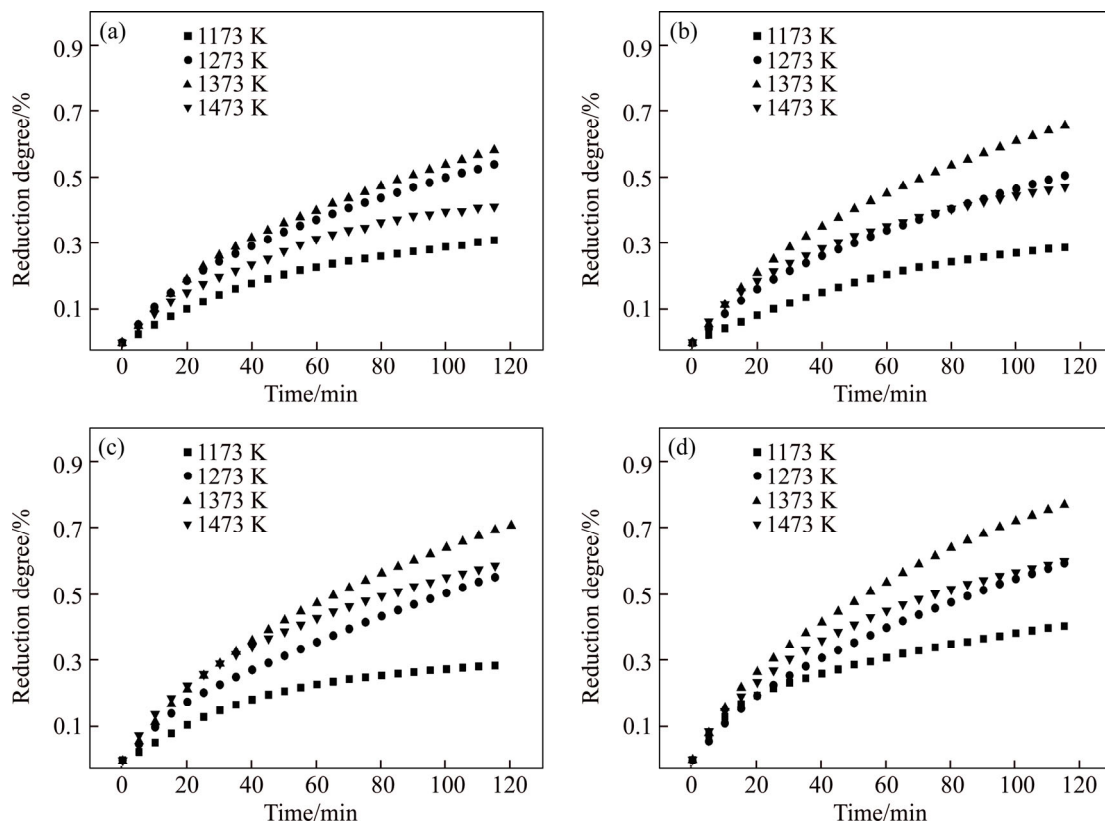 (a)
1173 K
1273 K
1373 K
1473 K
0.9
0.7
0.5
0.3
0.1
Reduction degree/%
0 20 40 60 80 100 120
Time/min
(b)
1173 K
1273 K
1373 K
1473 K
0.9
0.7
0.5
0.3
0.1
Reduction degree/%
0 20 40 60 80 100 120
Time/min
(c)
1173 K
1273 K
1373 K
1473 K
0.9
0.7
0.5
0.3
0.1
Reduction degree/%
0 20 40 60 80 100 120
Time/min
(d)
1173 K
1273 K
1373 K
1473 K
0.9
0.7
0.5
0.3
0.1
Reduction degree/%
0 20 40 60 80 100 120
Time/min